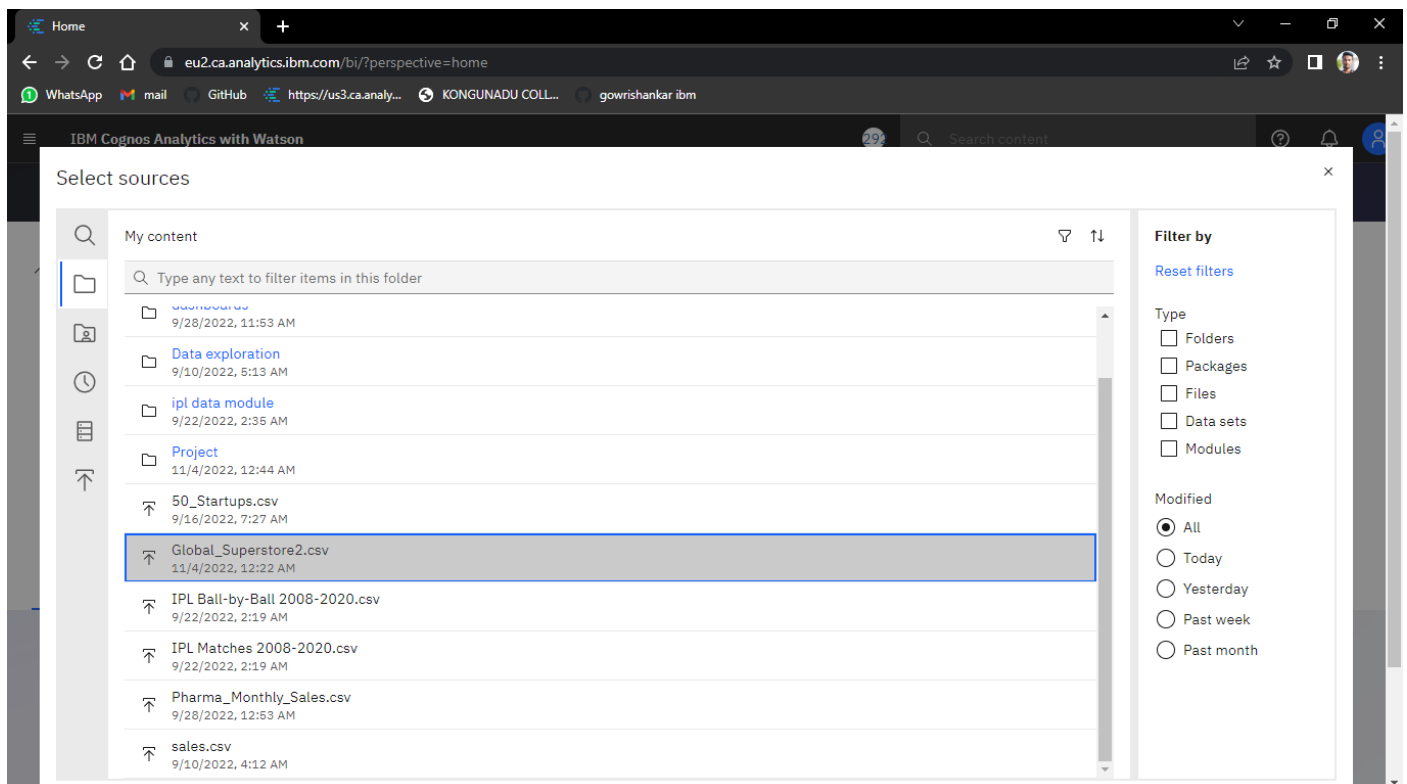 Home
eu2.ca.analytics.ibm.com/bi/?perspective=home
WhatsApp mail GitHub https://us3.ca.analy... KONGUNADU COLL... gowrishankar ibm
IBM Cognos Analytics with Watson Search content
Select sources
My content
Type any text to filter items in this folder
dashboards
9/28/2022, 11:53 AM
Data exploration
9/10/2022, 5:13 AM
ipl data module
9/22/2022, 2:35 AM
Project
11/4/2022, 12:44 AM
50_Startups.csv
9/16/2022, 7:27 AM
Global_Superstore2.csv
11/4/2022, 12:22 AM
IPL Ball-by-Ball 2008-2020.csv
9/22/2022, 2:19 AM
IPL Matches 2008-2020.csv
9/22/2022, 2:19 AM
Pharma_Monthly_Sales.csv
9/28/2022, 12:53 AM
sales.csv
9/10/2022, 4:12 AM
Filter by
Reset filters
Type
Folders
Packages
Files
Data sets
Modules
Modified
All
Today
Yesterday
Past week
Past month